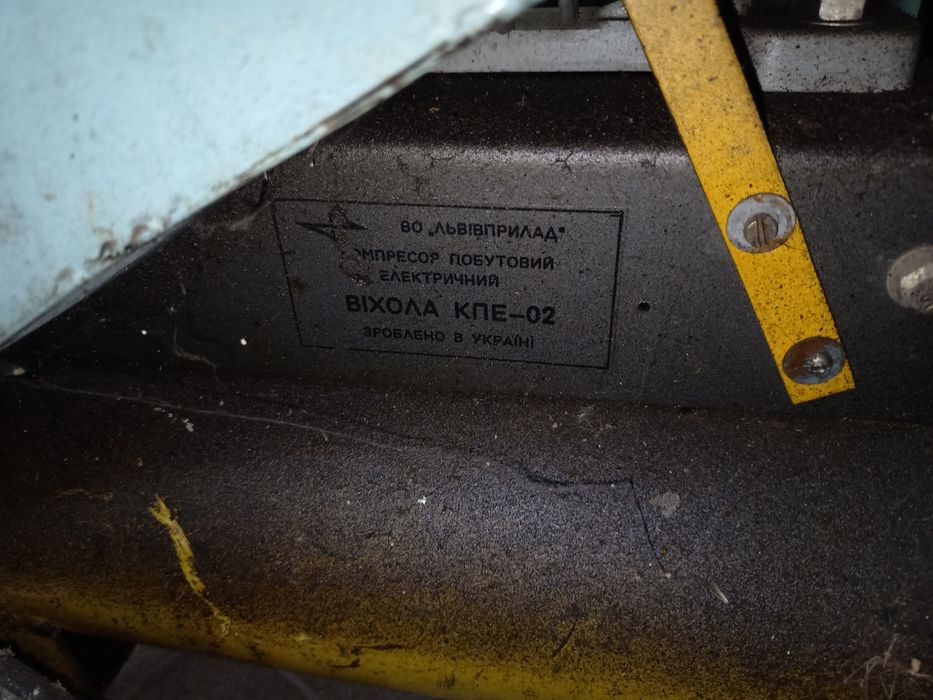 ВО „ЛЬВІВПРИЛАД"
КОМПРЕСОР ПОБУТОВИЙ
ЕЛЕКТРИЧНИЙ
ВІХОЛА КПЕ-02
ЗРОБЛЕНО В УКРАЇНІ